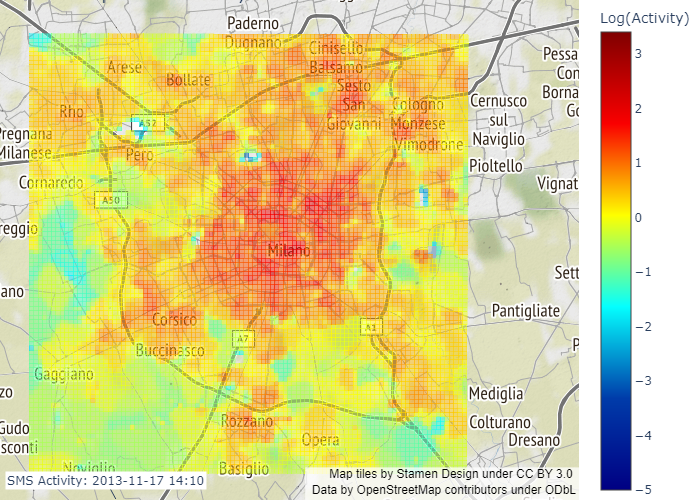 Paderno
Dugnano
Cinisello
Balsamo
Arese
Bollate
Sesto
San
Giovanni
Cologno
Monzese
Vimodrone
Rho
A52
Pero
Pregnana
Milanese
Cornaredo
A50
reggio
ano
Milano
Corsico
Buccinasco
A7
A1
Gaggiano
zo
Gudo
sconti
Rozzano
Opera
Noviglio
Basiglio
Pessa
Con
Borna
Go
Cernusco
sul
Naviglio
Pioltello
Vignat
Sett
Pantigliate
P
Mediglia
Colturano
Dresano
SMS Activity: 2013-11-17 14:10
Map tiles by Stamen Design under CC BY 3.0
Data by OpenStreetMap contributors under ODbL
Log(Activity)
3
2
1
0
−1
−2
−3
−4
−5